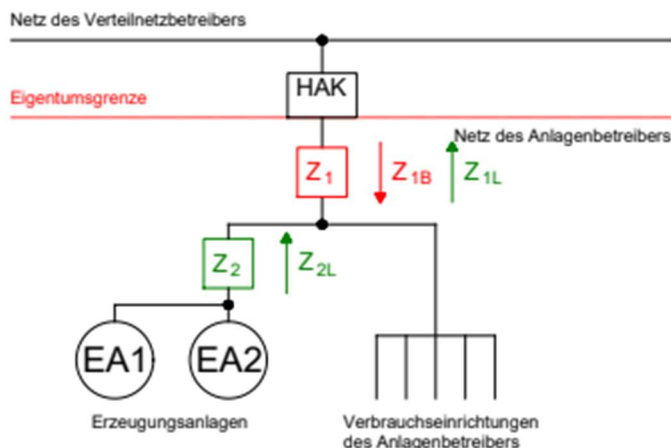 Netz des Verteilnetzbetreibers
HAK
Eigentumsgrenze
Netz des Anlagenbetreibers
Z1 Z1B Z1L
Z2 Z2L
EA1 EA2
Erzeugungsanlagen
Verbrauchseinrichtungen
des Anlagenbetreibers